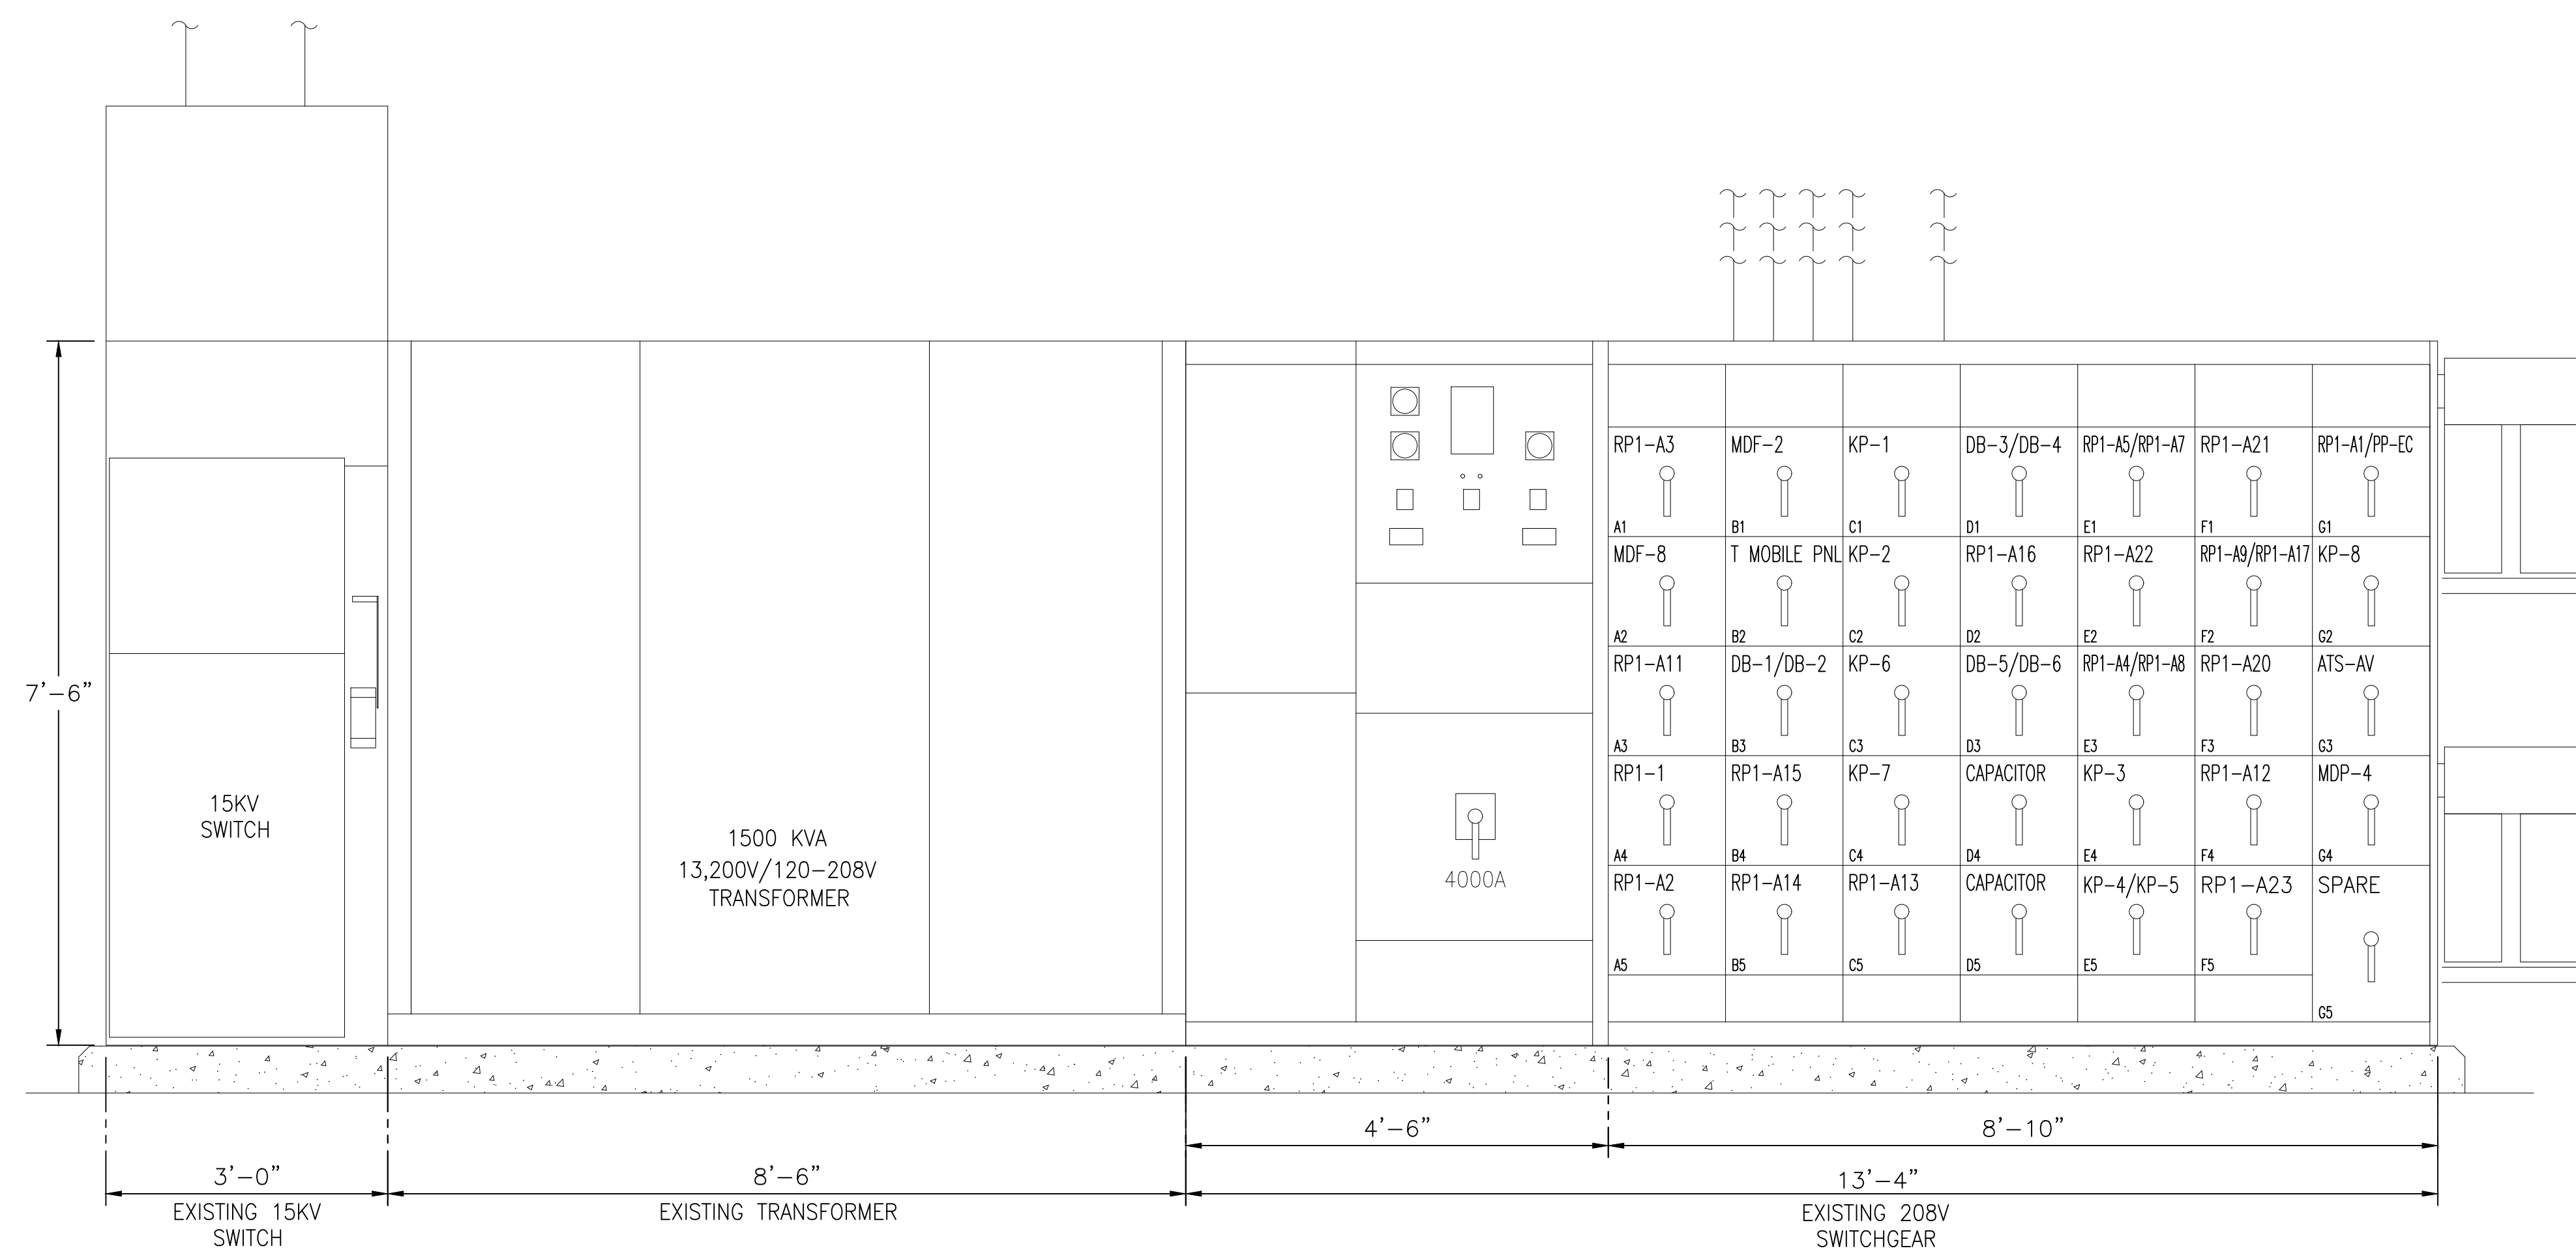 RP1-A3
MDF-2
KP-1
DB-3/DB-4
RP1-A5/RP1-A7
RP1-A21
RP1-A1/PP-EC
A1
B1
C1
D1
E1
F1
G1
MDF-8
T MOBILE PNL
KP-2
RP1-A16
RP1-A22
RP1-A9/RP1-A17
KP-8
A2
B2
C2
D2
E2
F2
G2
RP1-A11
DB-1/DB-2
KP-6
DB-5/DB-6
RP1-A4/RP1-A8
RP1-A20
ATS-AV
7'-6"
A3
B3
C3
D3
E3
F3
G3
RP1-1
RP1-A15
KP-7
CAPACITOR
KP-3
RP1-A12
MDP-4
15KV
SWITCH
1500 KVA
13,200V/120-208V
TRANSFORMER
A4
B4
C4
D4
E4
F4
G4
4000A
RP1-A2
RP1-A14
RP1-A13
CAPACITOR
KP-4/KP-5
RP1-A23
SPARE
A5
B5
C5
D5
E5
F5
G5
4'-6"
8'-10"
3'-0"
8'-6"
13'-4"
EXISTING 15KV
SWITCH
EXISTING TRANSFORMER
EXISTING 208V
SWITCHGEAR